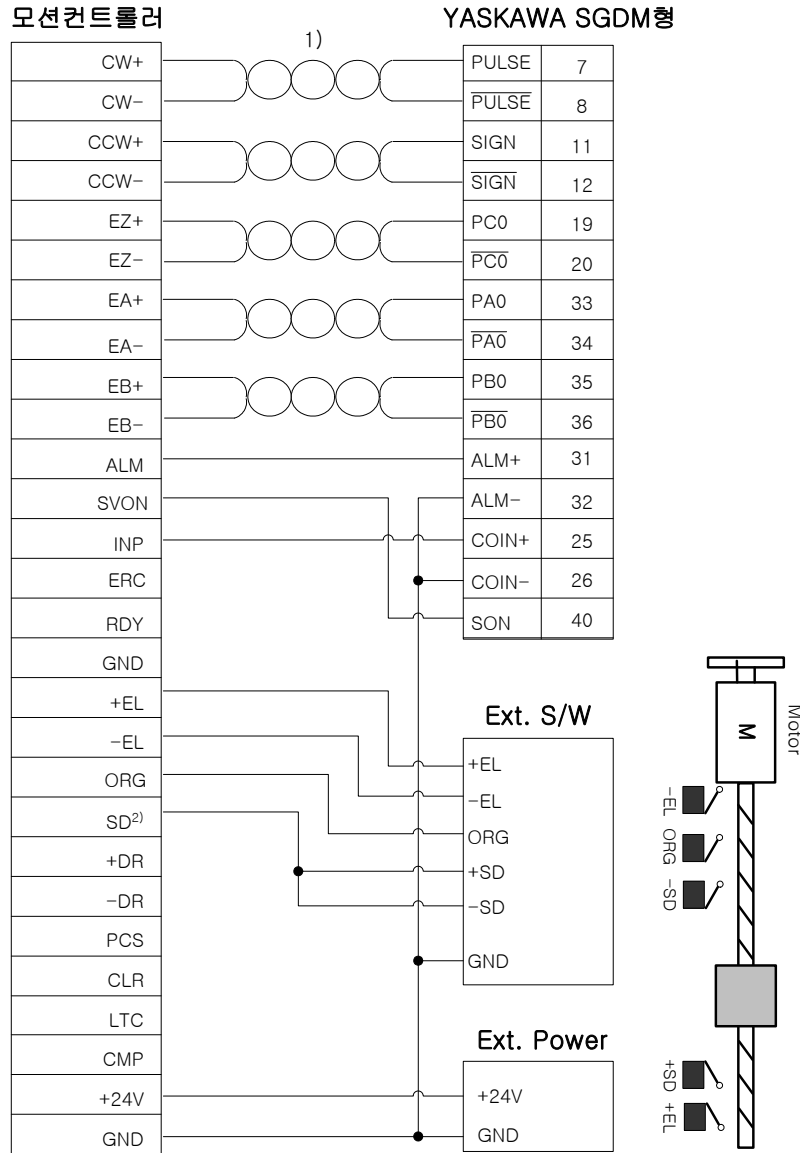 모션컨트롤러
YASKAWA SGDM형
1)
CW+
CW-
CCW+
CCW-
EZ+
EZ-
EA+
EA-
EB+
EB-
ALM
SVON
INP
ERC
RDY
GND
+EL
-EL
ORG
SD2)
+DR
-DR
PCS
CLR
LTC
CMP
+24V
GND
PULSE 7
PULSE 8
SIGN 11
SIGN 12
PC0 19
PC0 20
PA0 33
PA0 34
PB0 35
PB0 36
ALM+ 31
ALM- 32
COIN+ 25
COIN- 26
SON 40
Ext. S/W
+EL
-EL
ORG
+SD
-SD
GND
Ext. Power
+24V
GND
M
Motor
-EL
ORG
-SD
+SD
+EL